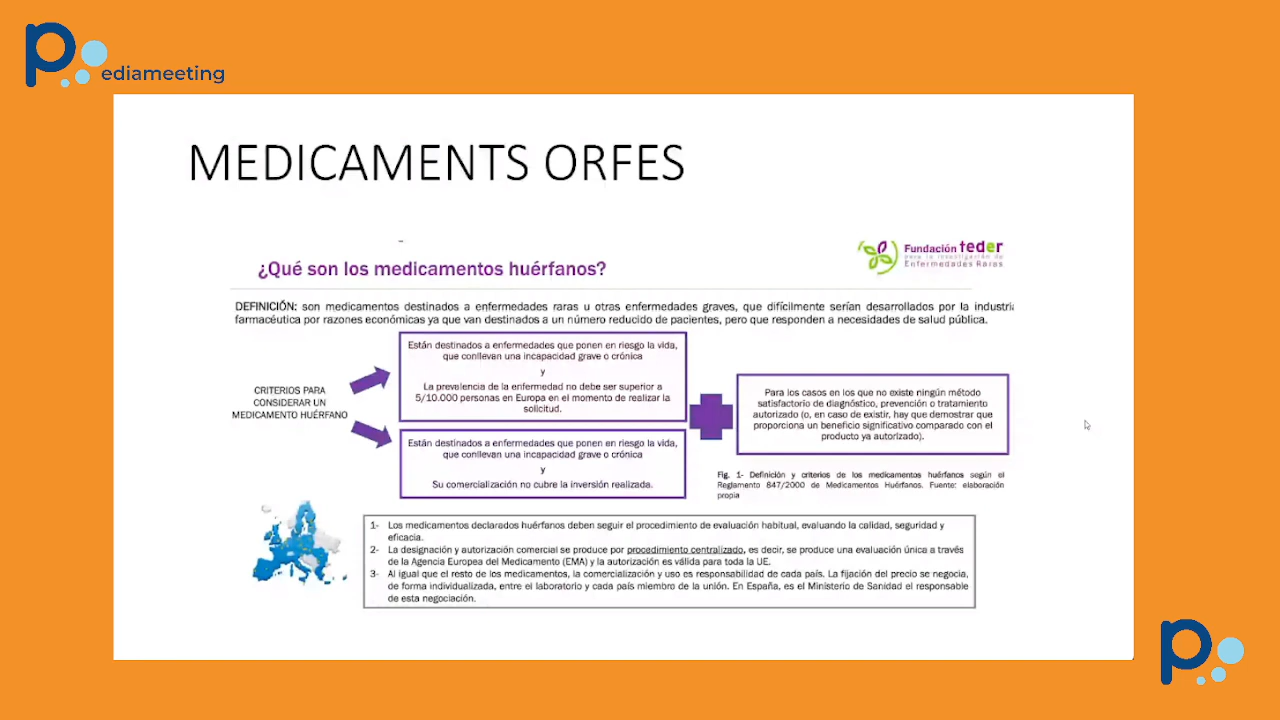 pediameeting
MEDICAMENTS ORFES
¿Qué son los medicamentos huérfanos?
Fundación teder
para la investigación de
Enfermedades Raras
DEFINICIÓN: son medicamentos destinados a enfermedades raras u otras enfermedades graves, que difícilmente serían desarrollados por la industri
farmacéutica por razones económicas ya que van destinados a un número reducido de pacientes, pero que responden a necesidades de salud pública.
CRITERIOS PARA
CONSIDERAR UN
MEDICAMENTO HUÉRFANO
Están destinados a enfermedades que ponen en riesgo la vida,
que conllevan una incapacidad grave o crónica
y
La prevalencia de la enfermedad no debe ser superior a
5/10.000 personas en Europa en el momento de realizar la
solicitud.
Están destinados a enfermedades que ponen en riesgo la vida,
que conllevan una incapacidad grave o crónica
y
Su comercialización no cubre la inversión realizada.
Para los casos en los que no existe ningún método
satisfactorio de diagnóstico, prevención o tratamiento
autorizado (o, en caso de existir, hay que demostrar que
proporciona un beneficio significativo comparado con el
producto ya autorizado).
Fig. 1- Definición y criterios de los medicamentos huérfanos según el
Reglamento 847/2000 de Medicamentos Huérfanos. Fuente: elaboración
propia
1- Los medicamentos declarados huérfanos deben seguir el procedimiento de evaluación habitual, evaluando la calidad, seguridad y
eficacia.
2- La designación y autorización comercial se produce por procedimiento centralizado, es decir, se produce una evaluación única a través
de la Agencia Europea del Medicamento (EMA) y la autorización es válida para toda la UE.
3- Al igual que el resto de los medicamentos, la comercialización y uso es responsabilidad de cada país. La fijación del precio se negocia,
de forma individualizada, entre el laboratorio y cada país miembro de la unión. En España, es el Ministerio de Sanidad el responsable
de esta negociación.
p